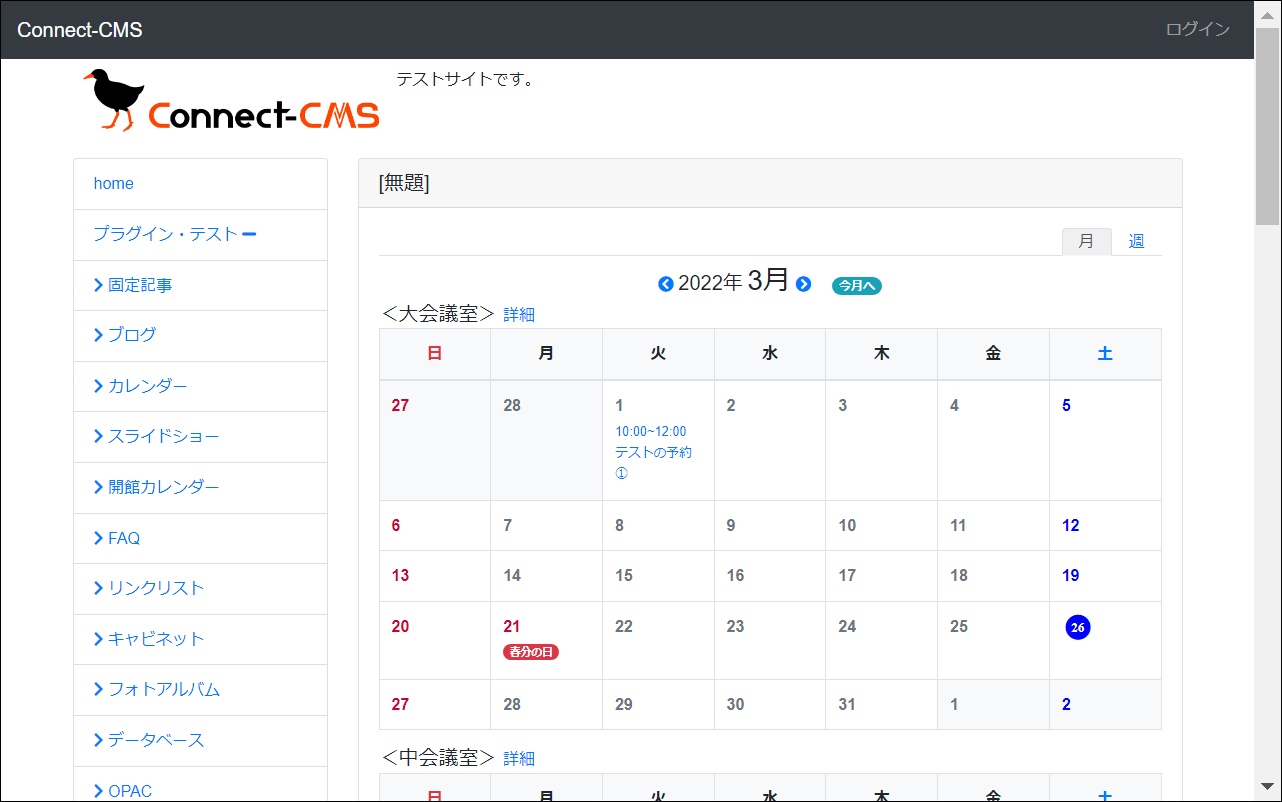 Connect-CMS
ログイン
Connect-CMS
テストサイトです。
home
プラグイン・テスト
固定記事
ブログ
カレンダー
スライドショー
開館カレンダー
FAQ
リンクリスト
キャビネット
フォトアルバム
データベース
OPAC
[無題]
月 週
2022年 3月 今月へ
＜大会議室＞ 詳細
日 月 火 水 木 金 土
27 28 1 2 3 4 5
10:00~12:00
テストの予約
①
6 7 8 9 10 11 12
13 14 15 16 17 18 19
20 21 22 23 24 25 26
春分の日
27 28 29 30 31 1 2
＜中会議室＞ 詳細
日 月 火 水 木 金 土